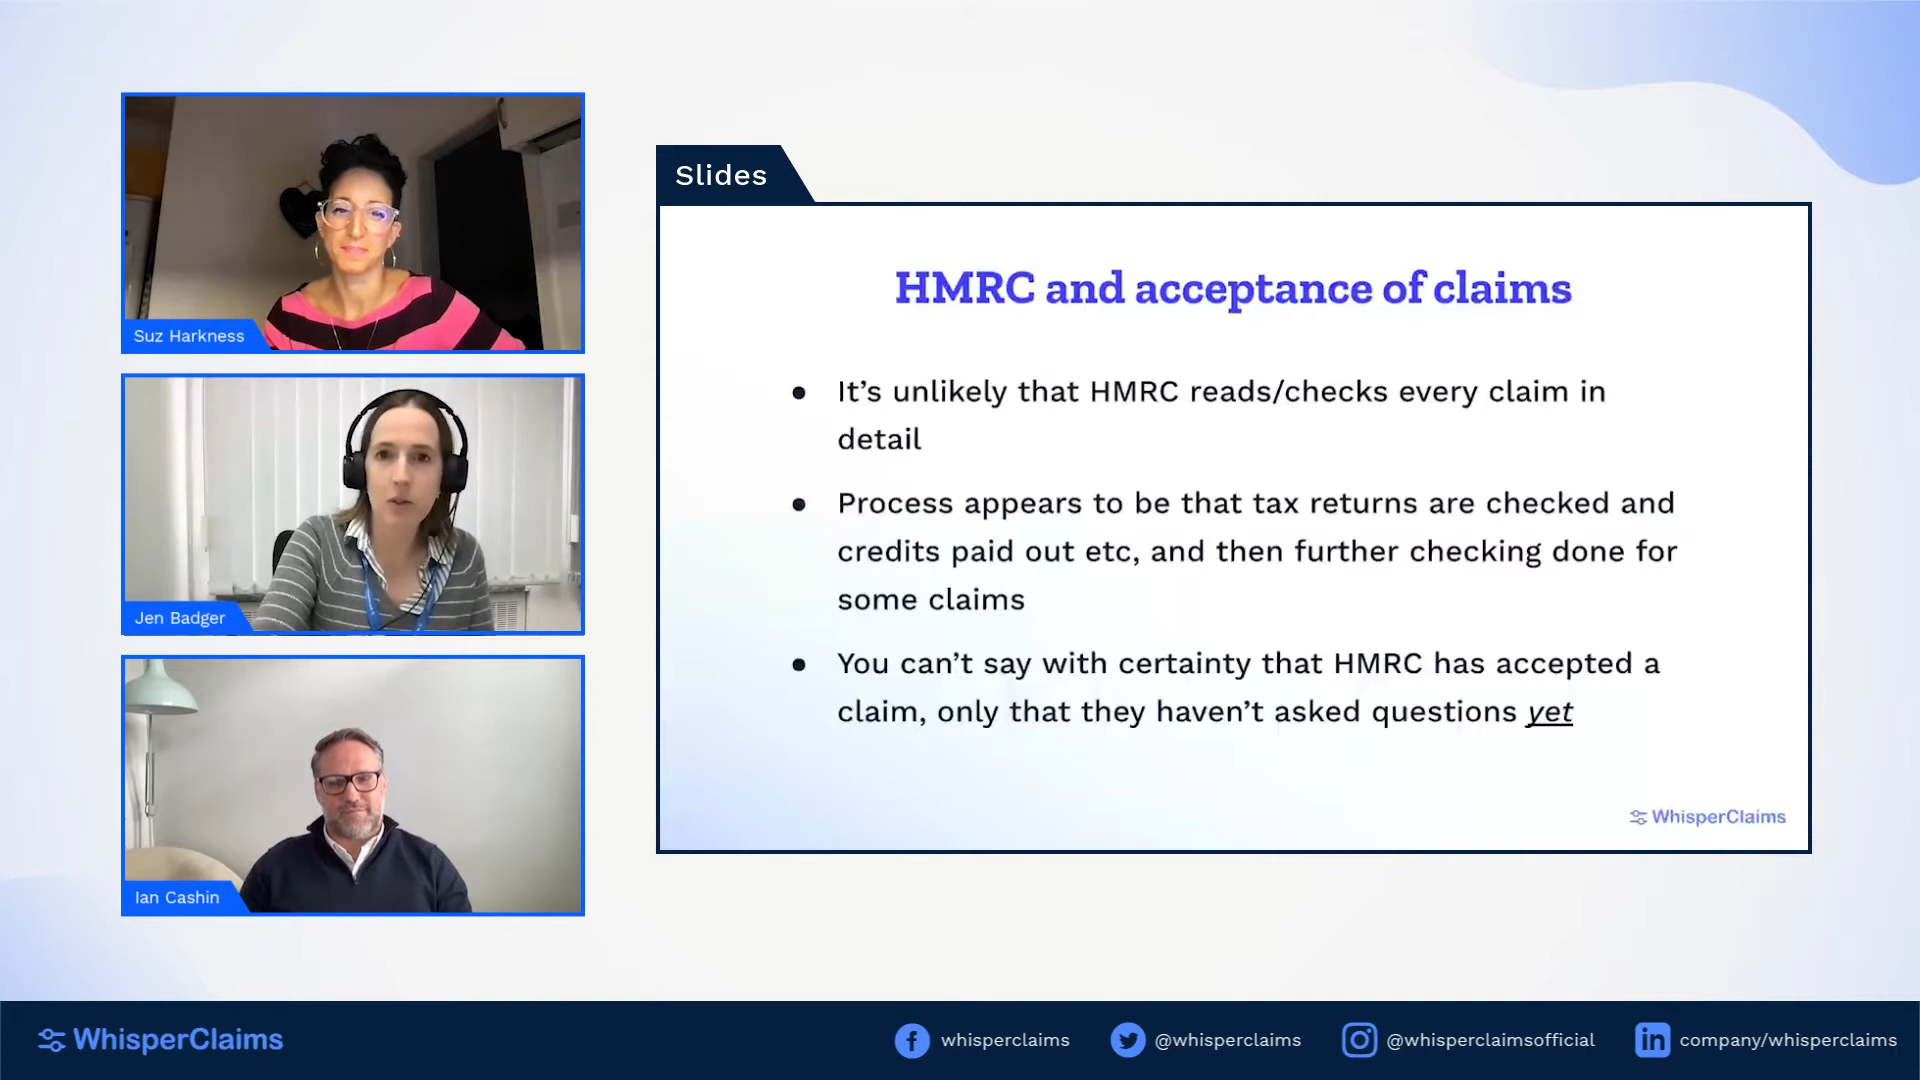 Suz Harkness
Jen Badger
Ian Cashin
Slides
HMRC and acceptance of claims
● It’s unlikely that HMRC reads/checks every claim in
detail
● Process appears to be that tax returns are checked and
credits paid out etc, and then further checking done for
some claims
● You can’t say with certainty that HMRC has accepted a
claim, only that they haven’t asked questions yet
WhisperClaims
WhisperClaims
whisperclaims
@whisperclaims
@whisperclaimsofficial
company/whisperclaims